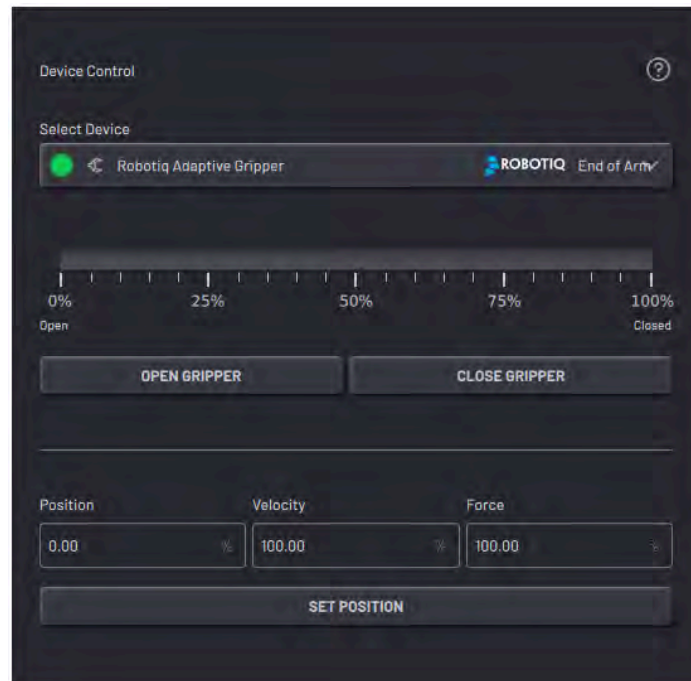 Device Control
?
Select Device
Robotiq Adaptive Gripper ROBOTIQ End of Arm
0% 25% 50% 75% 100%
Open Closed
OPEN GRIPPER CLOSE GRIPPER
Position Velocity Force
0.00 % 100.00 % 100.00 %
SET POSITION